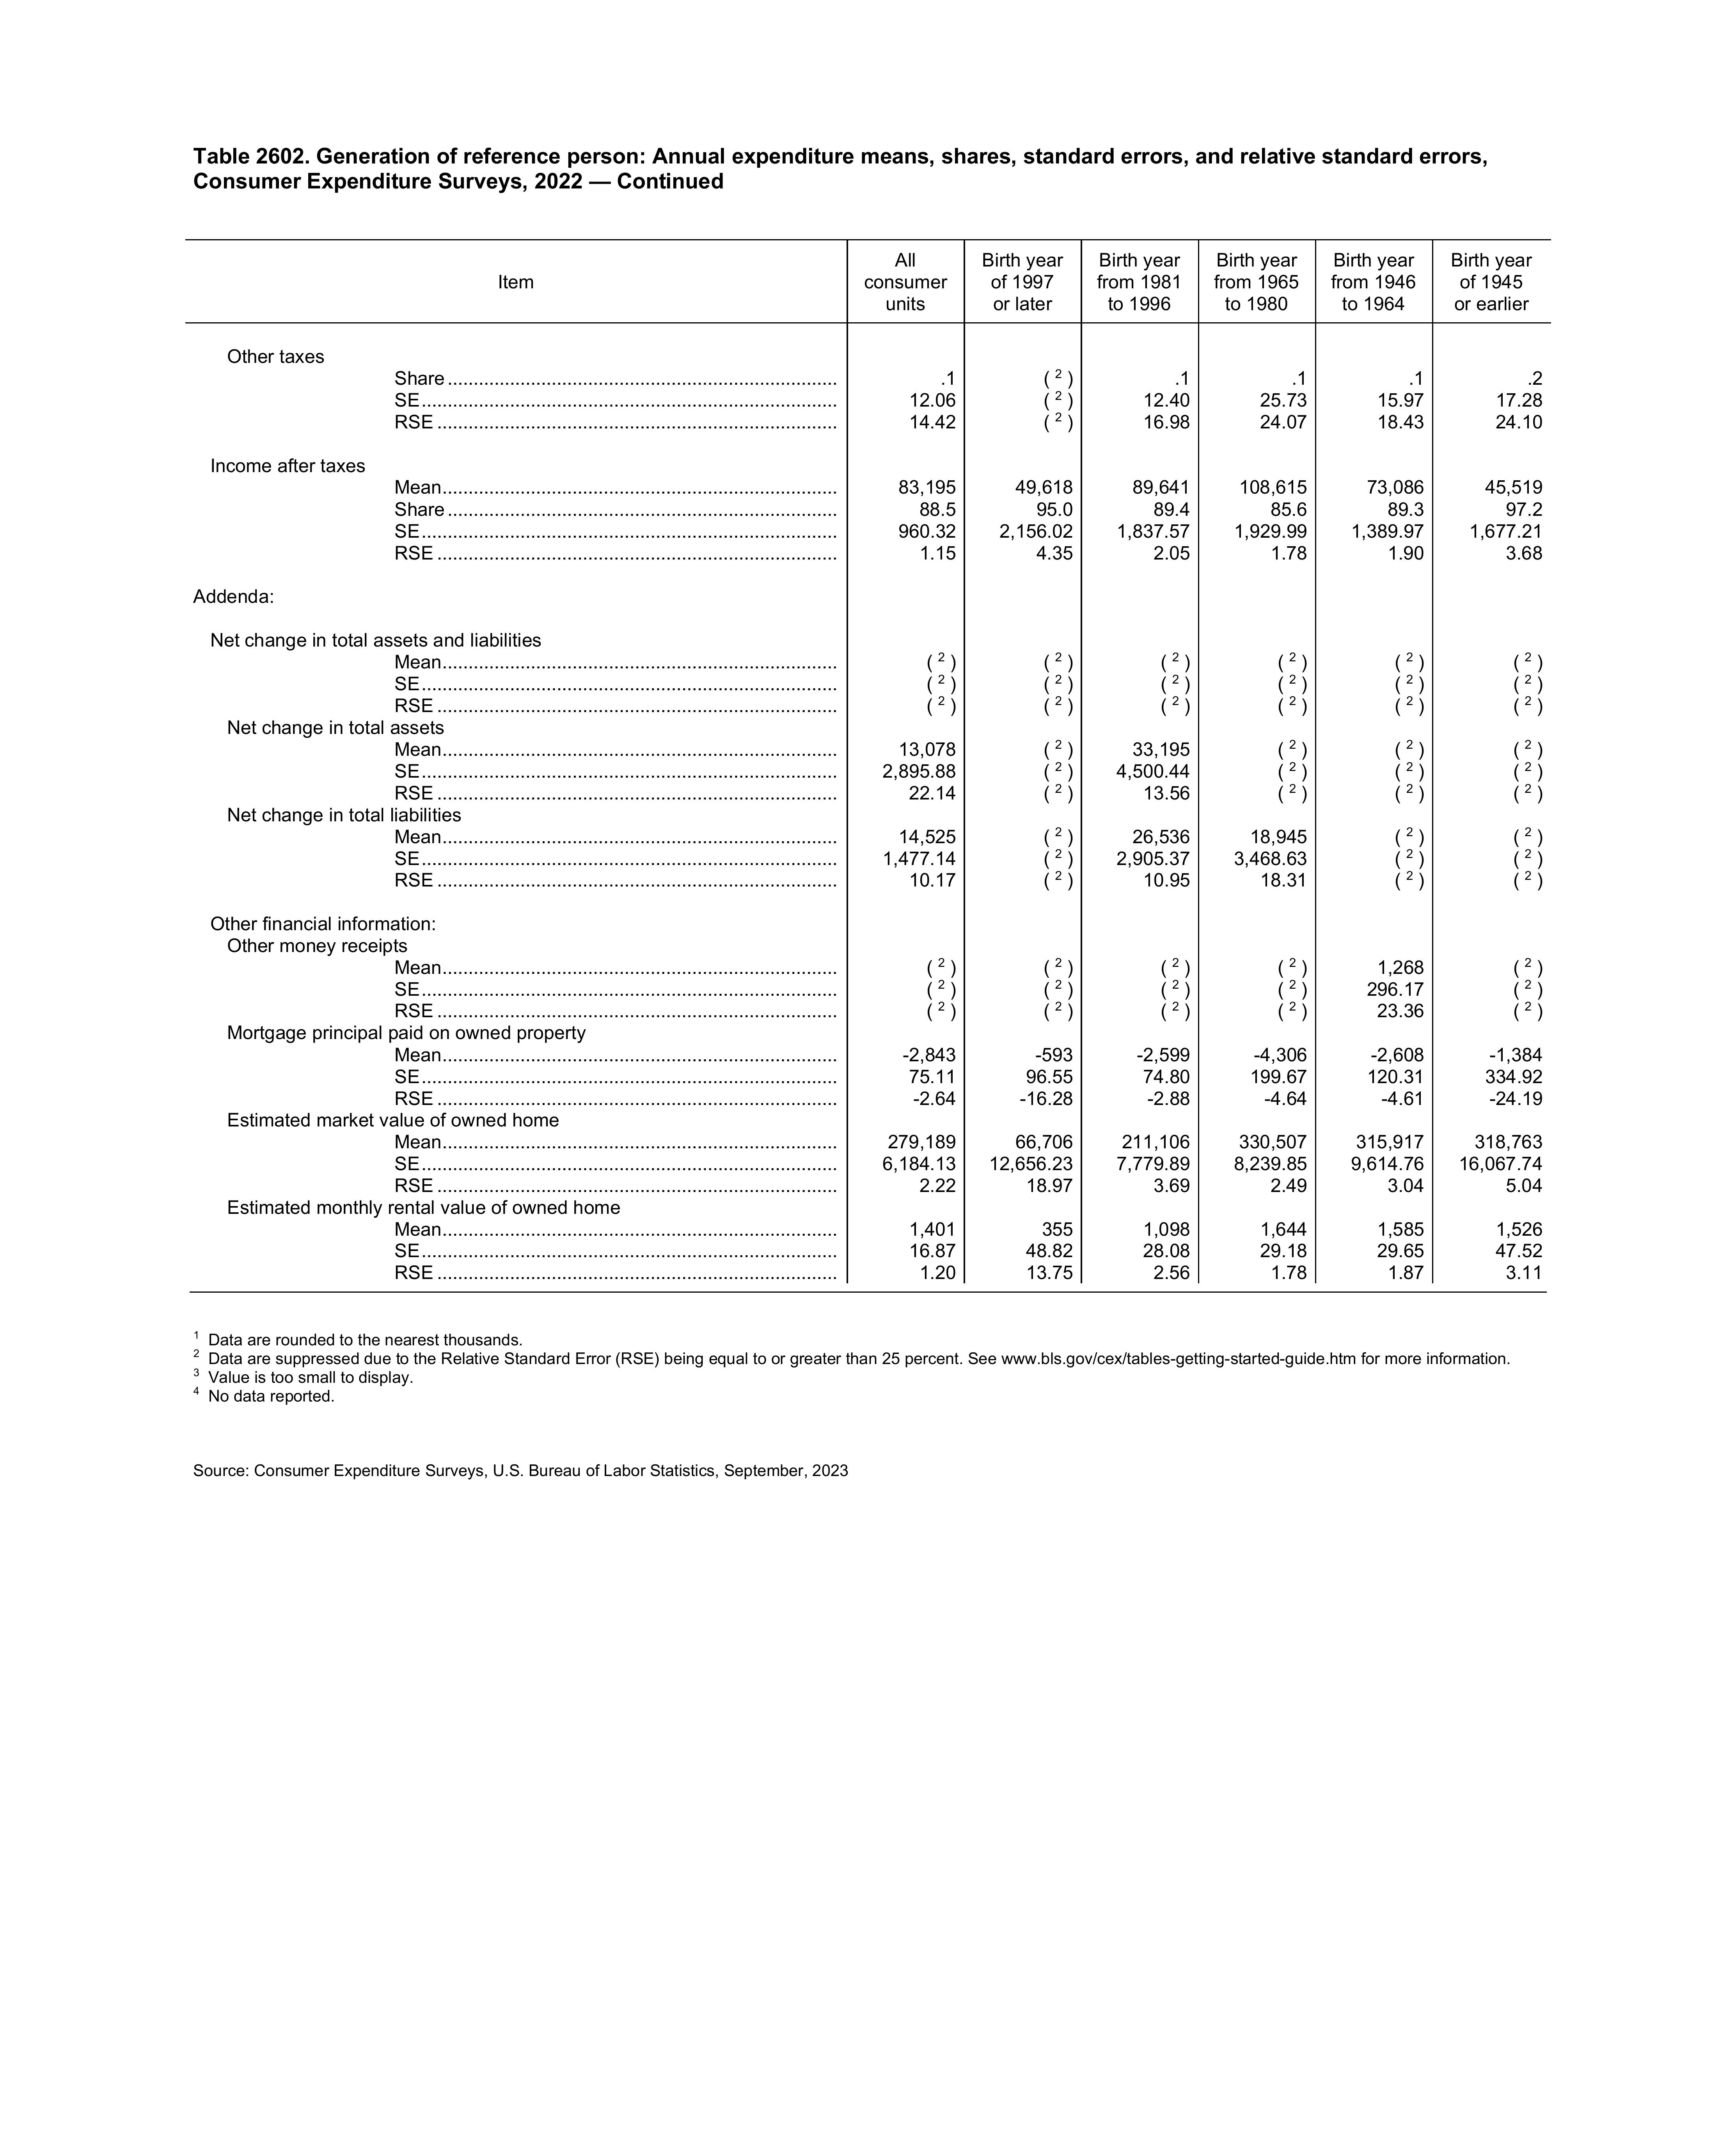 Table 2602. Generation of reference person: Annual expenditure means, shares, standard errors, and relative standard errors,
Consumer Expenditure Surveys, 2022 — Continued
Item
All consumer units
Birth year of 1997 or later
Birth year from 1981 to 1996
Birth year from 1965 to 1980
Birth year from 1946 to 1964
Birth year of 1945 or earlier
Other taxes
Share .1 ( 2 ) .1 .1 .1 .2
SE 12.06 ( 2 ) 12.40 25.73 15.97 17.28
RSE 14.42 ( 2 ) 16.98 24.07 18.43 24.10
Income after taxes
Mean 83,195 49,618 89,641 108,615 73,086 45,519
Share 88.5 95.0 89.4 85.6 89.3 97.2
SE 960.32 2,156.02 1,837.57 1,929.99 1,389.97 1,677.21
RSE 1.15 4.35 2.05 1.78 1.90 3.68
Addenda:
Net change in total assets and liabilities
Mean ( 2 ) ( 2 ) ( 2 ) ( 2 ) ( 2 ) ( 2 )
SE ( 2 ) ( 2 ) ( 2 ) ( 2 ) ( 2 ) ( 2 )
RSE ( 2 ) ( 2 ) ( 2 ) ( 2 ) ( 2 ) ( 2 )
Net change in total assets
Mean 13,078 ( 2 ) 33,195 ( 2 ) ( 2 ) ( 2 )
SE 2,895.88 ( 2 ) 4,500.44 ( 2 ) ( 2 ) ( 2 )
RSE 22.14 ( 2 ) 13.56 ( 2 ) ( 2 ) ( 2 )
Net change in total liabilities
Mean 14,525 ( 2 ) 26,536 18,945 ( 2 ) ( 2 )
SE 1,477.14 ( 2 ) 2,905.37 3,468.63 ( 2 ) ( 2 )
RSE 10.17 ( 2 ) 10.95 18.31 ( 2 ) ( 2 )
Other financial information:
Other money receipts
Mean ( 2 ) ( 2 ) ( 2 ) ( 2 ) 1,268 ( 2 )
SE ( 2 ) ( 2 ) ( 2 ) ( 2 ) 296.17 ( 2 )
RSE ( 2 ) ( 2 ) ( 2 ) ( 2 ) 23.36 ( 2 )
Mortgage principal paid on owned property
Mean -2,843 -593 -2,599 -4,306 -2,608 -1,384
SE 75.11 96.55 74.80 199.67 120.31 334.92
RSE -2.64 -16.28 -2.88 -4.64 -4.61 -24.19
Estimated market value of owned home
Mean 279,189 66,706 211,106 330,507 315,917 318,763
SE 6,184.13 12,656.23 7,779.89 8,239.85 9,614.76 16,067.74
RSE 2.22 18.97 3.69 2.49 3.04 5.04
Estimated monthly rental value of owned home
Mean 1,401 355 1,098 1,644 1,585 1,526
SE 16.87 48.82 28.08 29.18 29.65 47.52
RSE 1.20 13.75 2.56 1.78 1.87 3.11
1 Data are rounded to the nearest thousands.
2 Data are suppressed due to the Relative Standard Error (RSE) being equal to or greater than 25 percent. See www.bls.gov/cex/tables-getting-started-guide.htm for more information.
3 Value is too small to display.
4 No data reported.
Source: Consumer Expenditure Surveys, U.S. Bureau of Labor Statistics, September, 2023